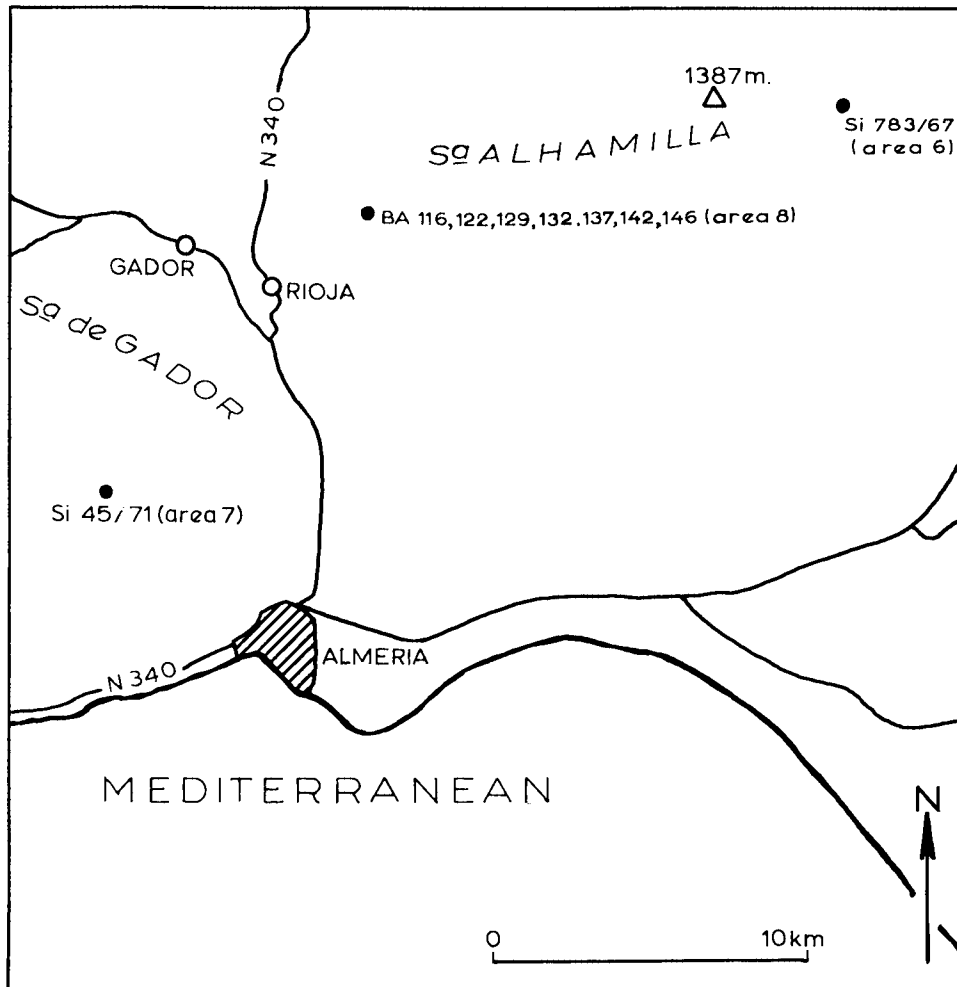 1387m.
Si 783/67
(area 6)
N 340
Sª ALHAMILLA
BA 116,122,129,132.137,142,146 (area 8)
GADOR
RIOJA
Sª de GADOR
Si 45/71 (area 7)
ALMERIA
N 340
MEDITERRANEAN
N
0 10km